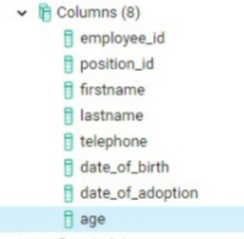 Columns (8)
employee_id
position_id
firstname
lastname
telephone
date_of_birth
date_of_adoption
age